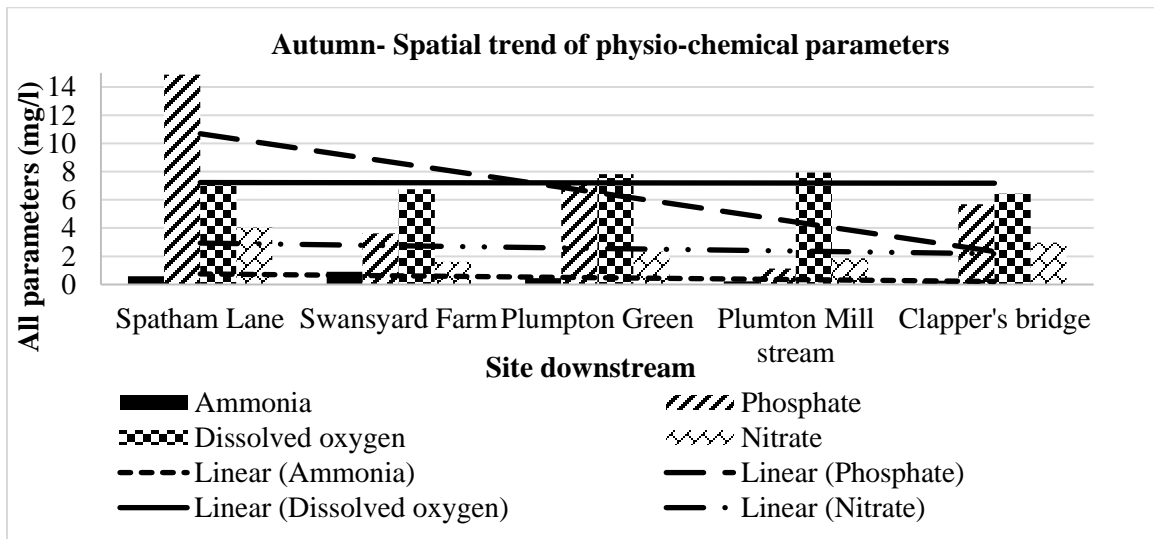 Autumn- Spatial trend of physio-chemical parameters
All parameters (mg/l)
14
12
10
8
6
4
2
0
Spatham Lane Swansyard Farm Plumpton Green Plumton Mill stream Clapper's bridge
Site downstream
Ammonia Phosphate
Dissolved oxygen Nitrate
Linear (Ammonia) Linear (Phosphate)
Linear (Dissolved oxygen) Linear (Nitrate)